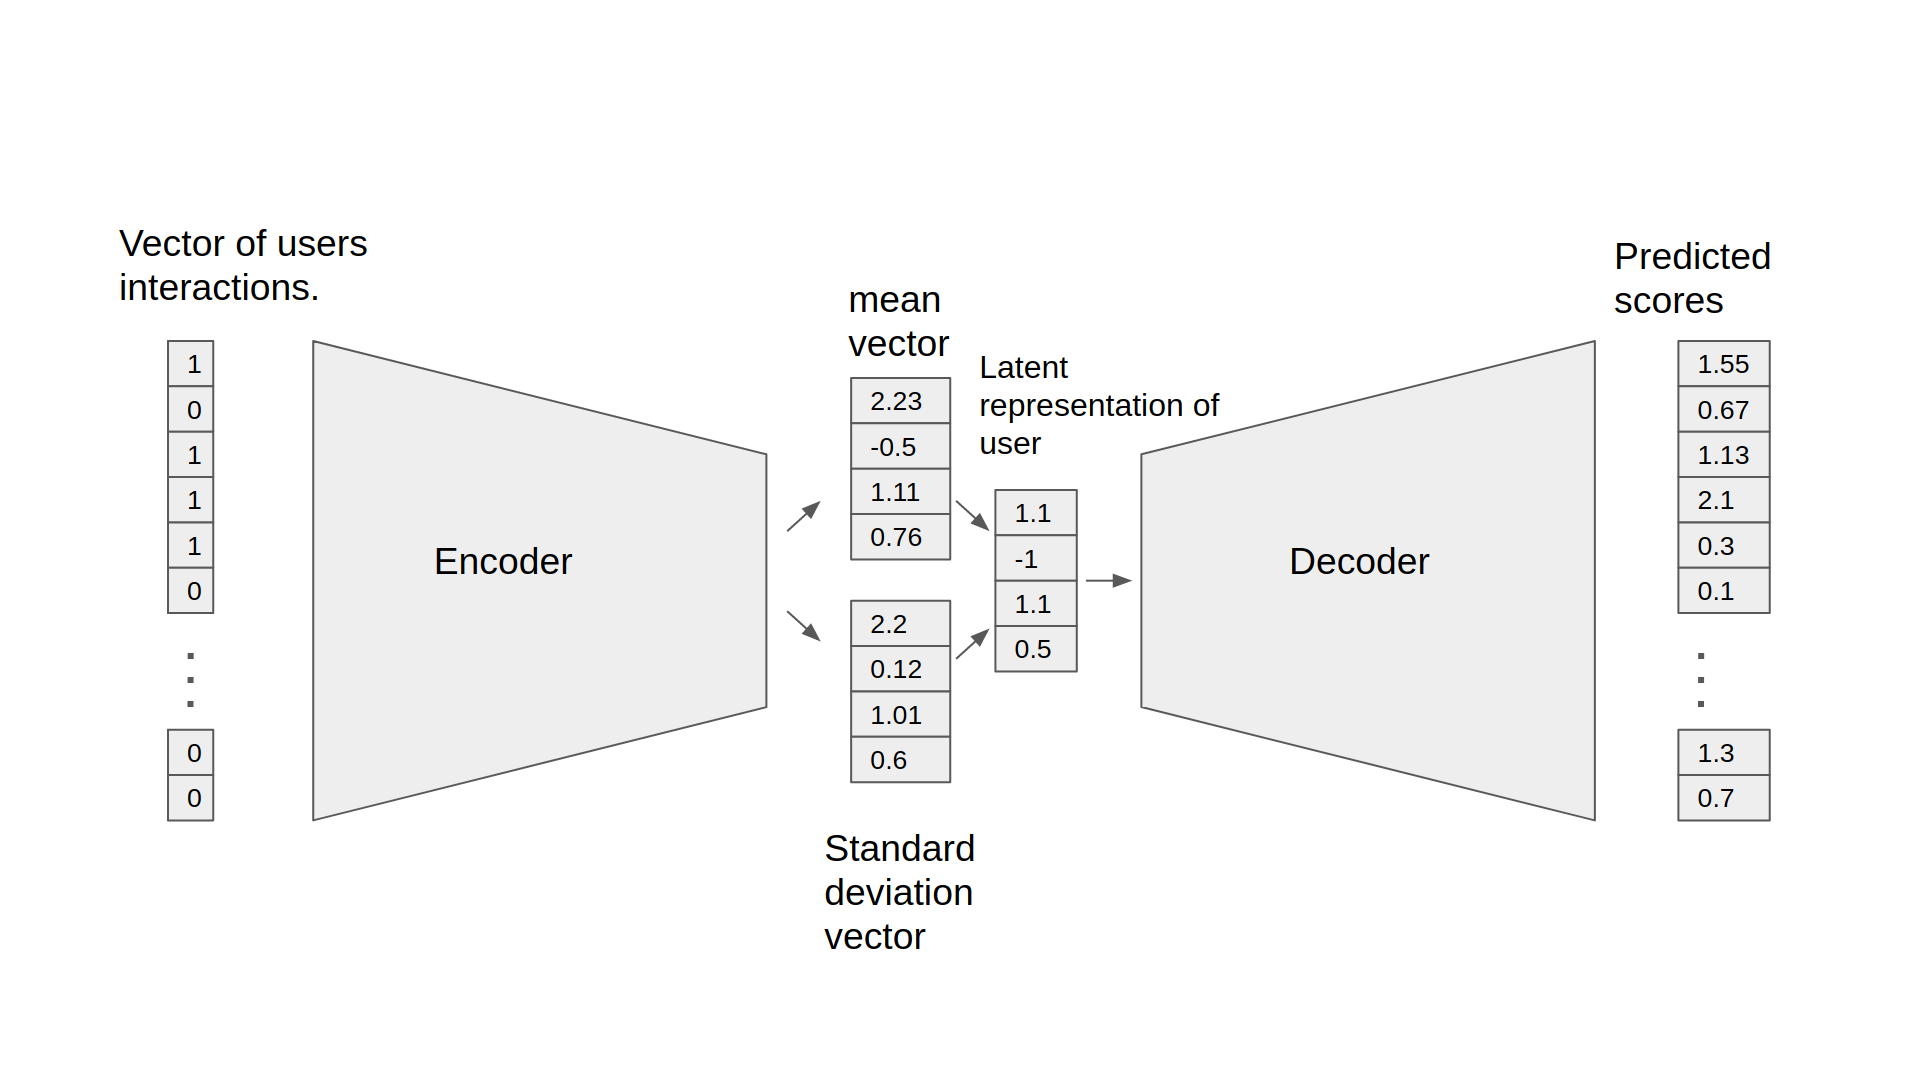 Vector of users
interactions.
1
0
1
1
1
0
0
0
Encoder
mean
vector
2.23
-0.5
1.11
0.76
2.2
0.12
1.01
0.6
Standard
deviation
vector
Latent
representation of
user
1.1
-1
1.1
0.5
Decoder
Predicted
scores
1.55
0.67
1.13
2.1
0.3
0.1
1.3
0.7